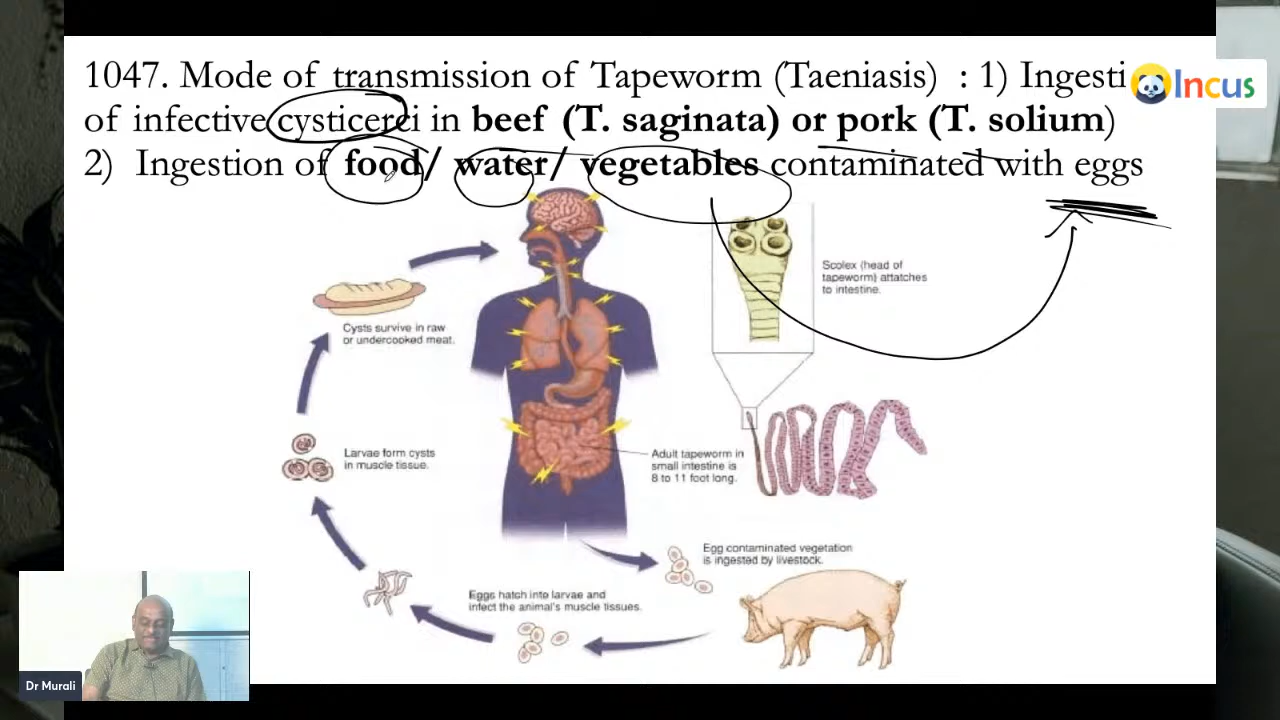 1047. Mode of transmission of Tapeworm (Taeniasis) : 1) Ingesti
Incus
of infective cysticerci in beef (T. saginata) or pork (T. solium)
2) Ingestion of food/ water/ vegetables contaminated with eggs
Scolex (head of
tapeworm) attatches
to intestine.
Cysts survive in raw
or undercooked meat.
Larvae form cysts
in muscle tissue.
Adult tapeworm in
small intestine is
8 to 11 foot long.
Egg contaminated vegetation
is ingested by livestock.
Eggs hatch into larvae and
infect the animal's muscle tissues.
Dr Murali